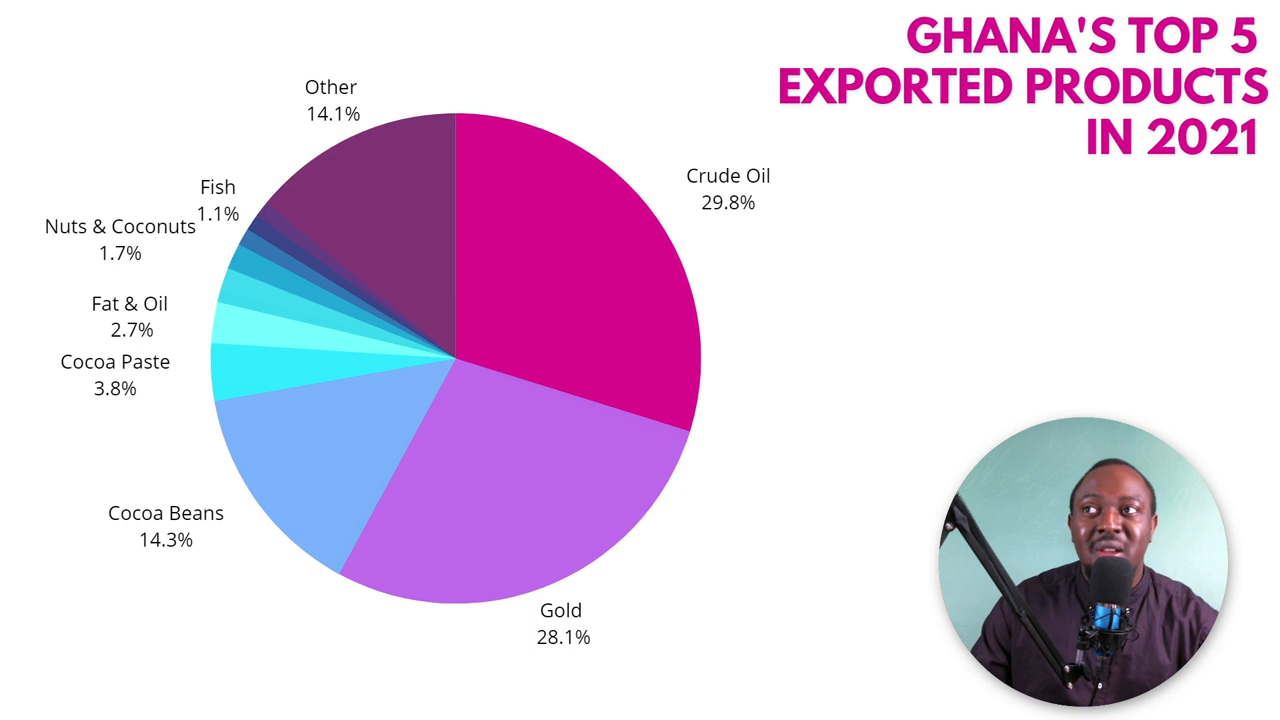 GHANA'S TOP 5
EXPORTED PRODUCTS
IN 2021
Other
14.1%
Crude Oil
29.8%
Fish
1.1%
Nuts & Coconuts
1.7%
Fat & Oil
2.7%
Cocoa Paste
3.8%
Cocoa Beans
14.3%
Gold
28.1%